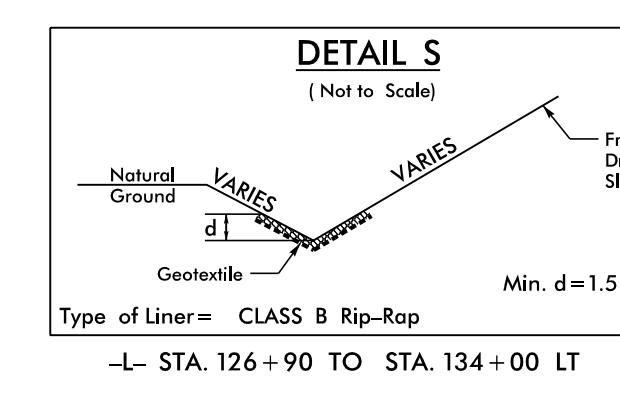 DETAIL S
( Not to Scale)
Natural
Ground
VARIES
VARIES
d
Geotextile
Min. d=1.5
Type of Liner= CLASS B Rip-Rap
-L- STA. 126+90 TO STA. 134+00 LT